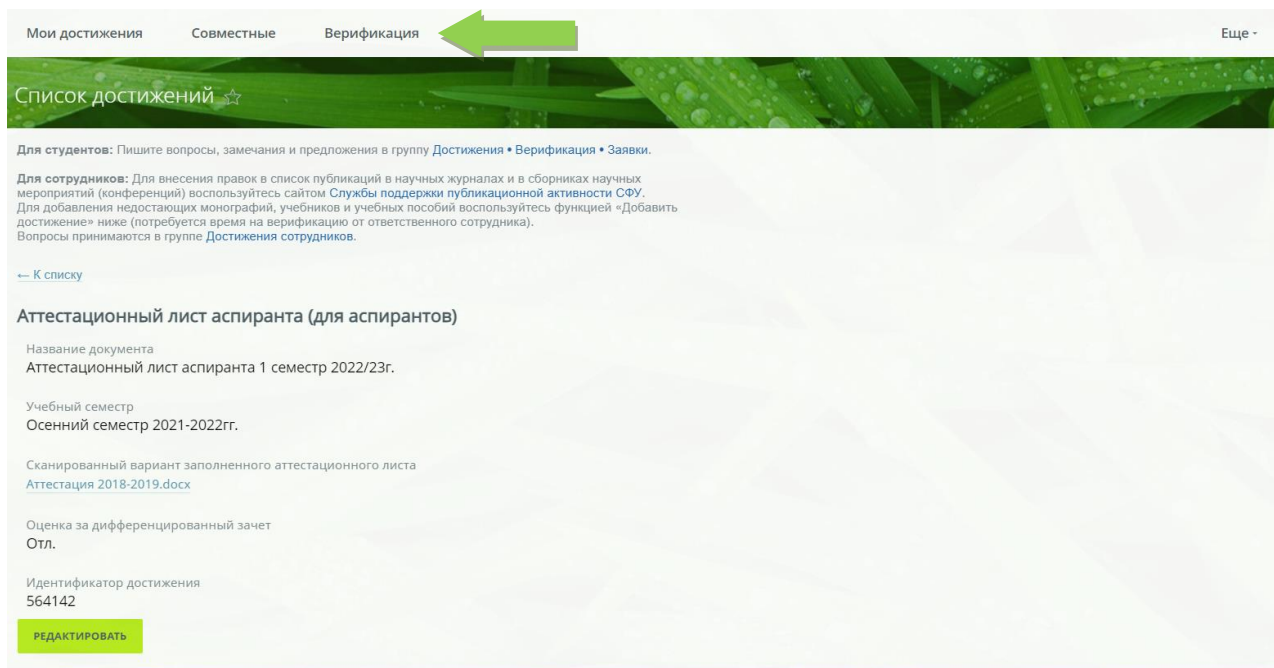 Мои достижения Совместные Верификация Еще
Список достижений
Для студентов: Пишите вопросы, замечания и предложения в группу Достижения • Верификация • Заявки.
Для сотрудников: Для внесения правок в список публикаций в научных журналах и в сборниках научных
мероприятий (конференций) воспользуйтесь сайтом Службы поддержки публикационной активности СФУ.
Для добавления недостающих монографий, учебников и учебных пособий воспользуйтесь функцией «Добавить
достижение» ниже (потребуется время на верификацию от ответственного сотрудника).
Вопросы принимаются в группе Достижения сотрудников.
← К списку
Аттестационный лист аспиранта (для аспирантов)
Название документа
Аттестационный лист аспиранта 1 семестр 2022/23г.
Учебный семестр
Осенний семестр 2021-2022гг.
Сканированный вариант заполненного аттестационного листа
Аттестация 2018-2019.docx
Оценка за дифференцированный зачет
Отл.
Идентификатор достижения
564142
РЕДАКТИРОВАТЬ